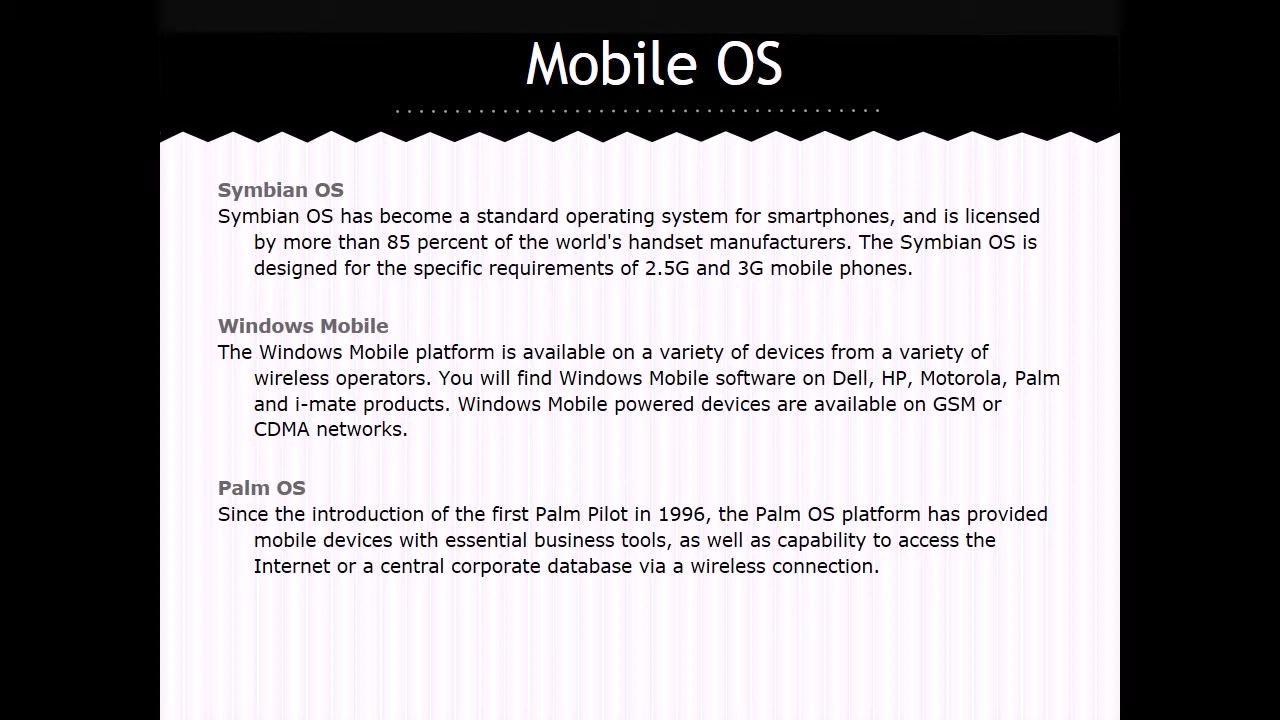 Mobile OS
Symbian OS
Symbian OS has become a standard operating system for smartphones, and is licensed
by more than 85 percent of the world's handset manufacturers. The Symbian OS is
designed for the specific requirements of 2.5G and 3G mobile phones.
Windows Mobile
The Windows Mobile platform is available on a variety of devices from a variety of
wireless operators. You will find Windows Mobile software on Dell, HP, Motorola, Palm
and i-mate products. Windows Mobile powered devices are available on GSM or
CDMA networks.
Palm OS
Since the introduction of the first Palm Pilot in 1996, the Palm OS platform has provided
mobile devices with essential business tools, as well as capability to access the
Internet or a central corporate database via a wireless connection.